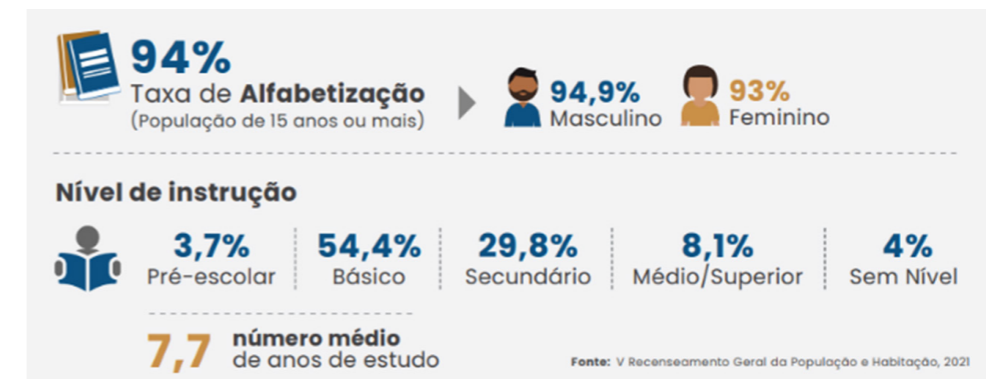 94%
Taxa de Alfabetização
(População de 15 anos ou mais)
94,9%
Masculino
93%
Feminino
Nível de instrução
3,7%
Pré-escolar
54,4%
Básico
29,8%
Secundário
8,1%
Médio/Superior
4%
Sem Nível
7,7
número médio
de anos de estudo
Fonte: V Recenseamento Geral da População e Habitação, 2021